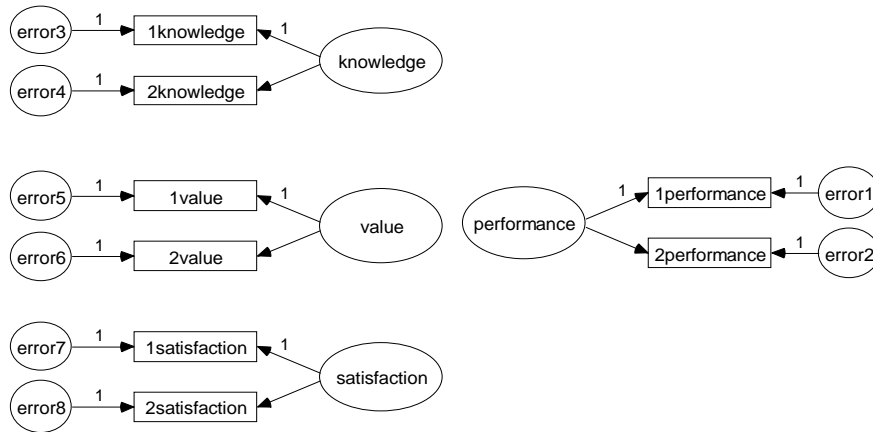 error3
1
1knowledge
1
knowledge
error4
1
2knowledge
error5
1
1value
1
value
error6
1
2value
performance
1
1performance
1
error1
2performance
1
error2
error7
1
1satisfaction
1
satisfaction
error8
1
2satisfaction